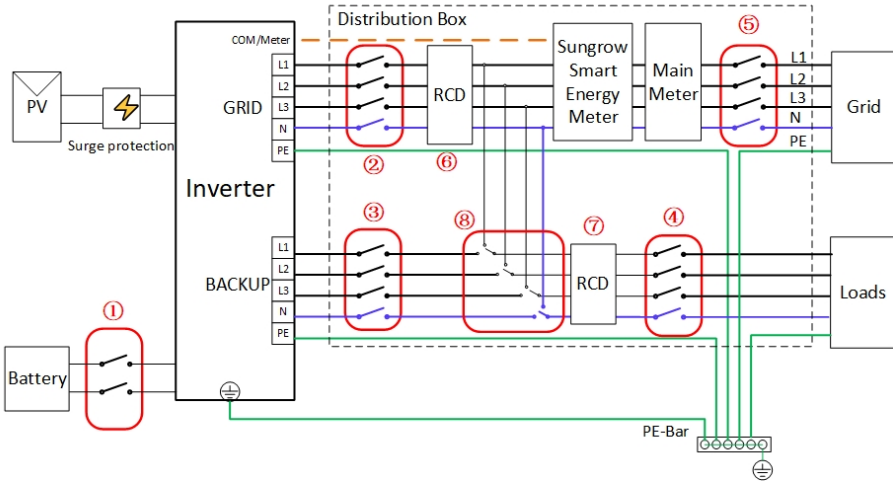 Distribution Box
COM/Meter
L1
L2
L3
N
PE
GRID
②
RCD
⑥
Sungrow
Smart
Energy
Meter
Main
Meter
⑤
L1
L2
L3
N
PE
Grid
PV
Surge protection
Inverter
BACKUP
L1
L2
L3
N
PE
③
⑧
⑦
RCD
④
Loads
①
Battery
PE-Bar